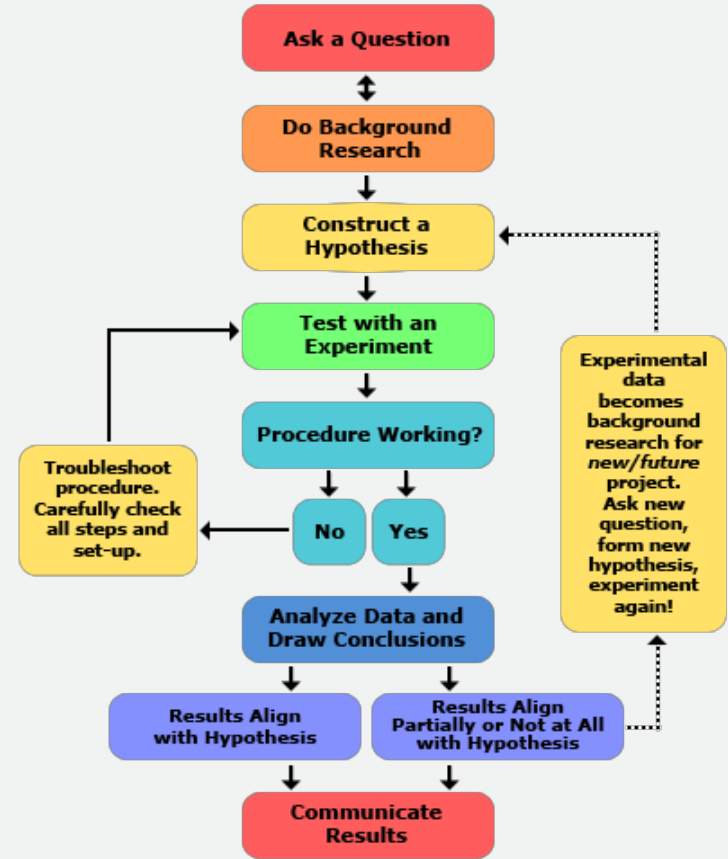 Ask a Question
Do Background
Research
Construct a
Hypothesis
Test with an
Experiment
Procedure Working?
No
Yes
Troubleshoot
procedure.
Carefully check
all steps and
set-up.
Experimental
data
becomes
background
research for
new/future
project.
Ask new
question,
form new
hypothesis,
experiment
again!
Analyze Data and
Draw Conclusions
Results Align
with Hypothesis
Results Align
Partially or Not at All
with Hypothesis
Communicate
Results